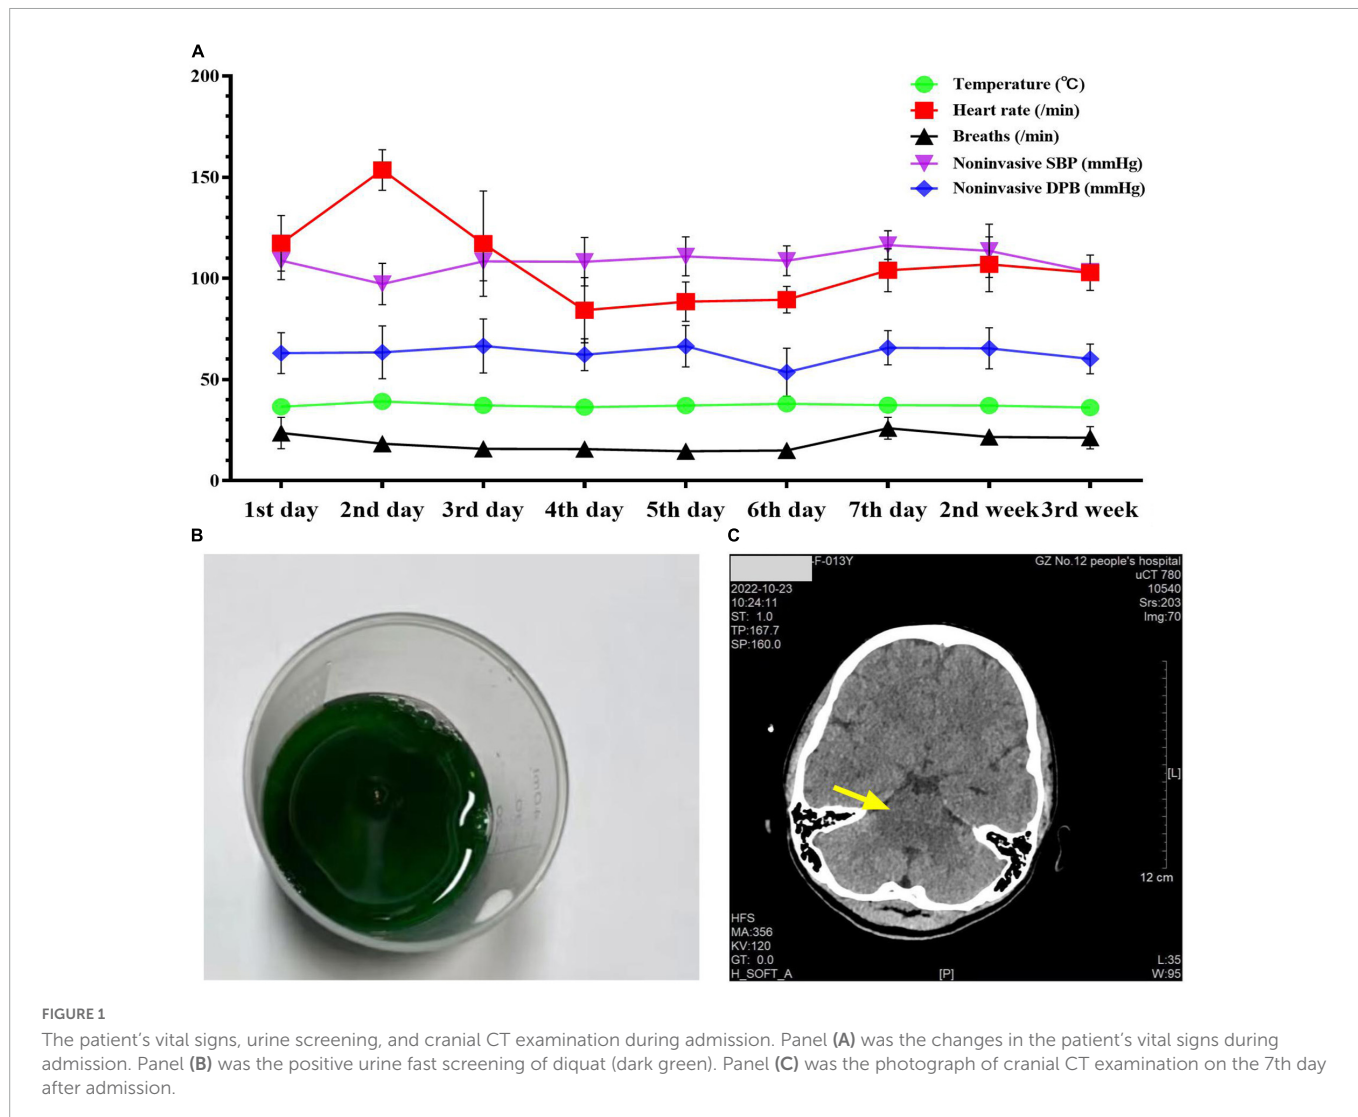 A
200
150
100
50
0
Temperature (℃)
Heart rate (/min)
Breaths (/min)
Noninvasive SBP (mmHg)
Noninvasive DPB (mmHg)
1st day 2nd day 3rd day 4th day 5th day 6th day 7th day 2nd week 3rd week
B
C
-F-013Y
2022-10-23
10:24:11
ST: 1.0
TP:167.7
SP:160.0
GZ No.12 people's hospital
uCT 780
10540
Srs:203
Img:70
[L]
12 cm
HFS
MA:356
KV:120
GT: 0.0
H_SOFT_A
[P]
L:35
W:95
FIGURE 1
The patient's vital signs, urine screening, and cranial CT examination during admission. Panel (A) was the changes in the patient's vital signs during
admission. Panel (B) was the positive urine fast screening of diquat (dark green). Panel (C) was the photograph of cranial CT examination on the 7th day
after admission.